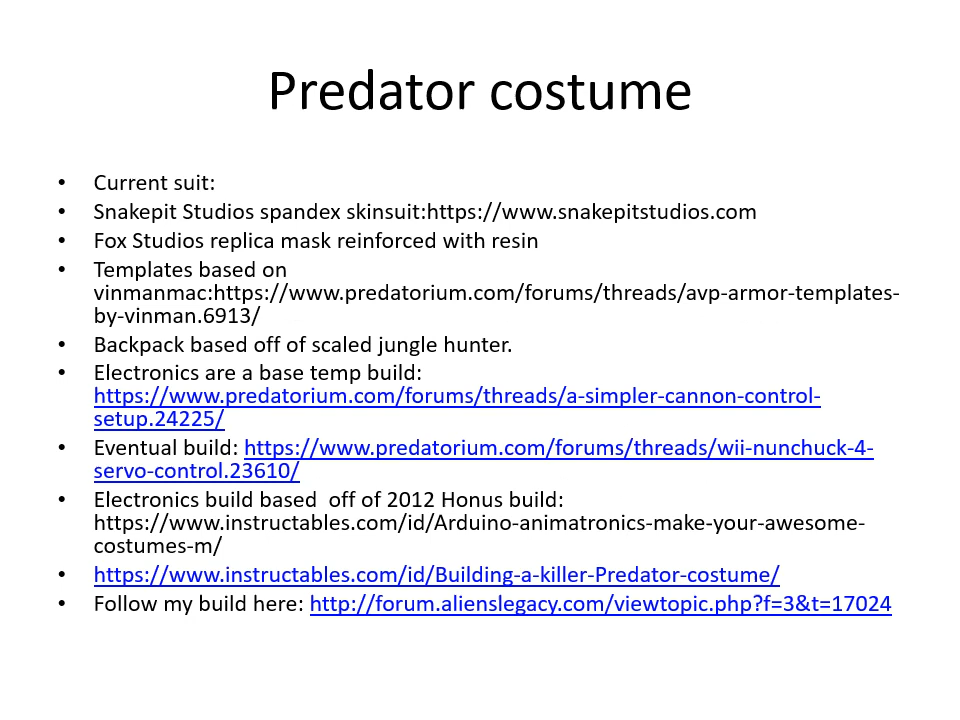 Predator costume
• Current suit:
• Snakepit Studios spandex skinsuit:https://www.snakepitstudios.com
• Fox Studios replica mask reinforced with resin
• Templates based on
vinmanmac:https://www.predatorium.com/forums/threads/avp-armor-templates-
by-vinman.6913/
• Backpack based off of scaled jungle hunter.
• Electronics are a base temp build:
https://www.predatorium.com/forums/threads/a-simpler-cannon-control-
setup.24225/
• Eventual build: https://www.predatorium.com/forums/threads/wii-nunchuck-4-
servo-control.23610/
• Electronics build based  off of 2012 Honus build:
https://www.instructables.com/id/Arduino-animatronics-make-your-awesome-
costumes-m/
• https://www.instructables.com/id/Building-a-killer-Predator-costume/
• Follow my build here: http://forum.alienslegacy.com/viewtopic.php?f=3&t=17024